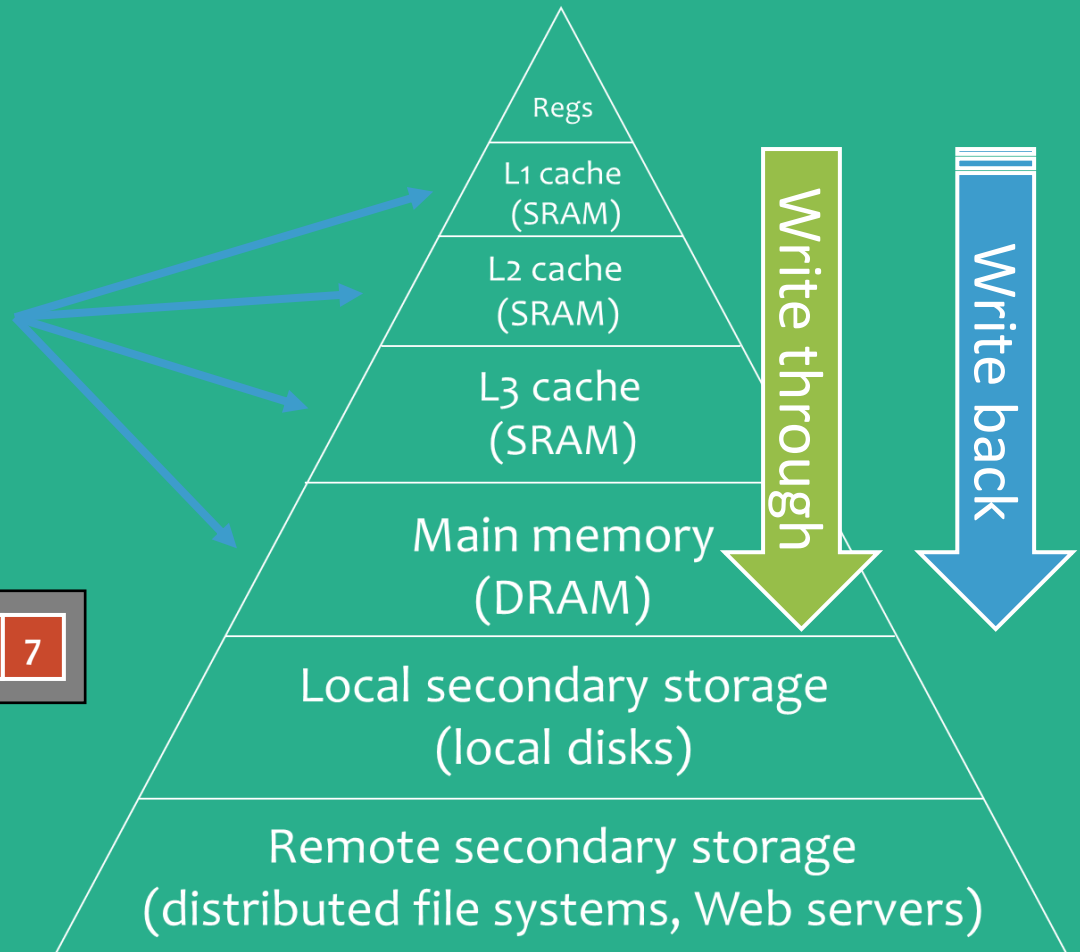 Regs
L1 cache
(SRAM)
L2 cache
(SRAM)
L3 cache
(SRAM)
Main memory
(DRAM)
Local secondary storage
(local disks)
Remote secondary storage
(distributed file systems, Web servers)
Write through
Write back
7